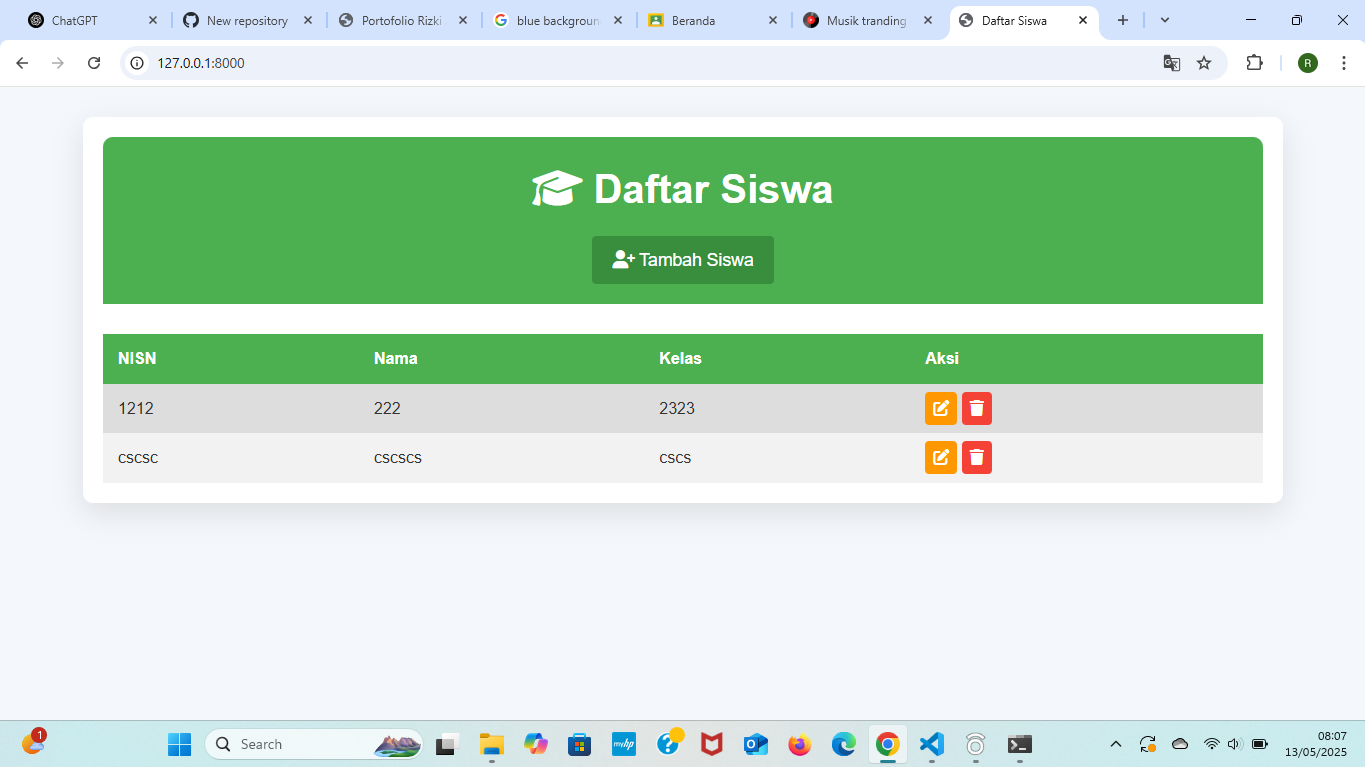 ChatGPT
New repository
Portofolio Rizki
blue background
Beranda
Musik tranding
Daftar Siswa
127.0.0.1:8000
R
Daftar Siswa
Tambah Siswa
NISN Nama Kelas Aksi
1212 222 2323
cscsc cscscs cscs
1
Search
myhp
?
08:07
13/05/2025